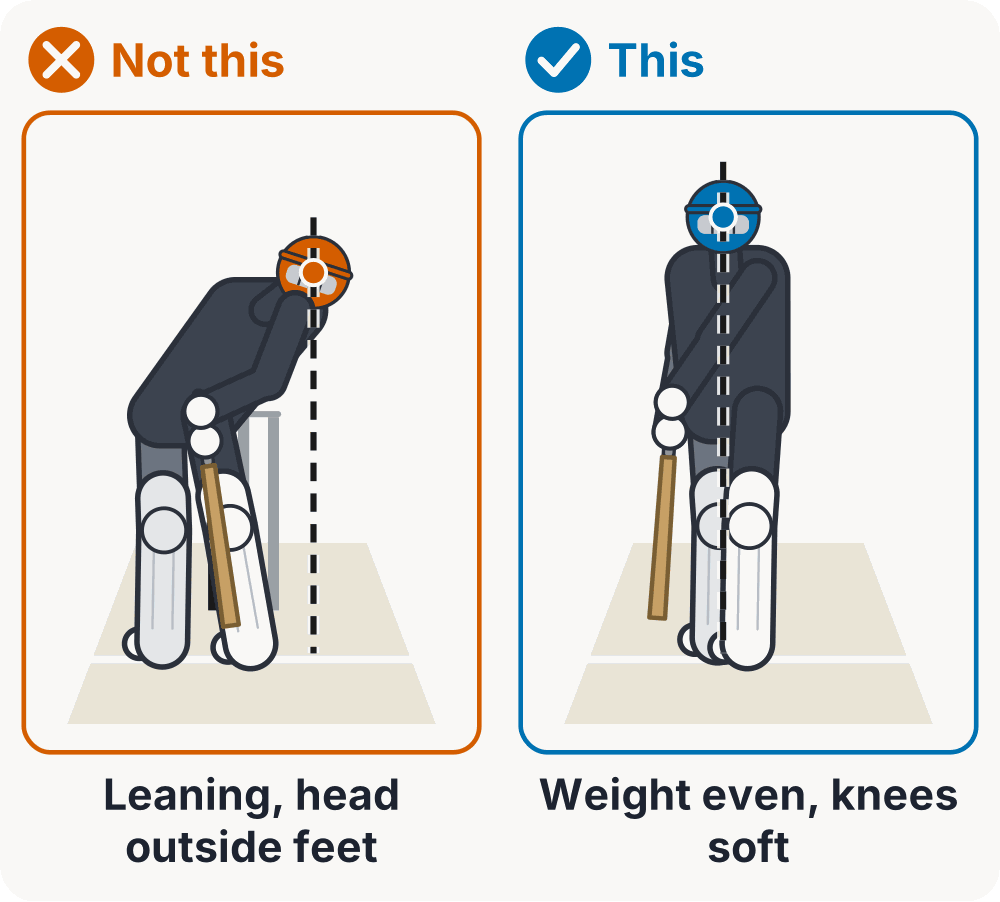 Not this
This
Leaning, head
outside feet
Weight even, knees
soft